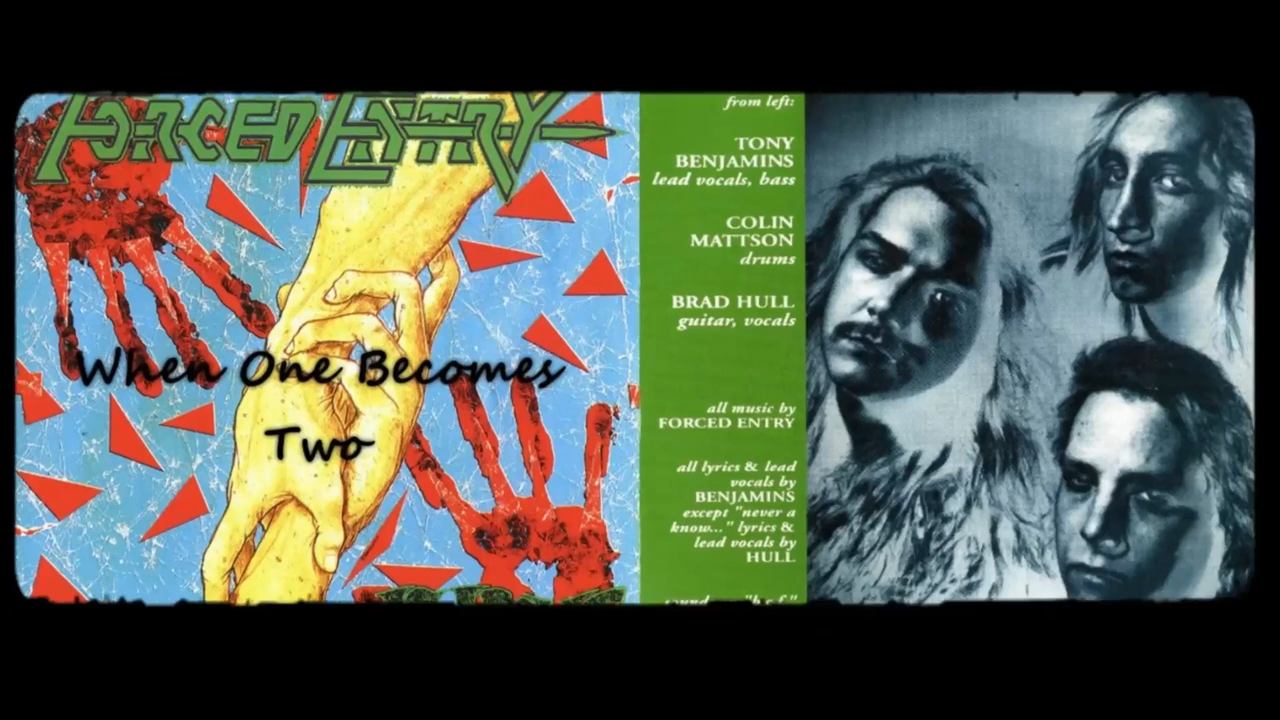 FORCED ENTRY
When One Becomes
Two
from left:
TONY
BENJAMINS
lead vocals, bass
COLIN
MATTSON
drums
BRAD HULL
guitar, vocals
all music by
FORCED ENTRY
all lyrics & lead
vocals by
BENJAMINS
except "never a
know..." lyrics &
lead vocals by
HULL